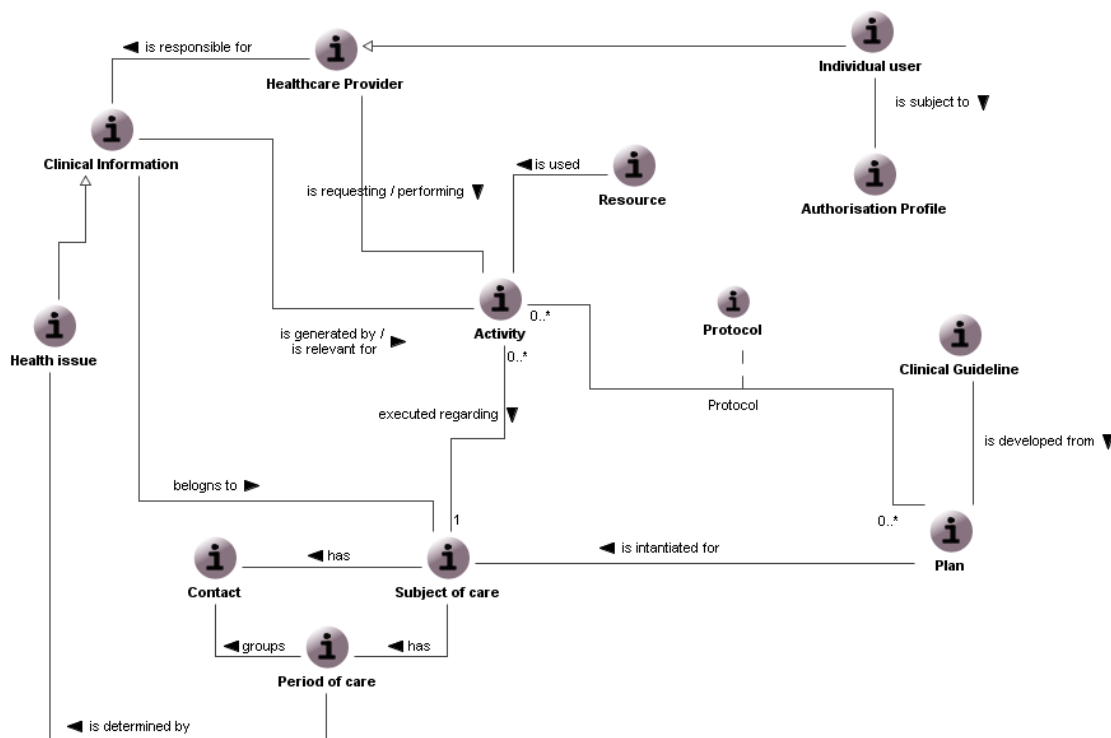 is responsible for
Healthcare Provider
Individual user
is subject to
Clinical Information
is used
Resource
is requesting / performing
Authorisation Profile
0..*
Activity
0..*
Protocol
is generated by /
is relevant for
Health issue
Clinical Guideline
Protocol
executed regarding
is developed from
belogns to
1
0..*
has
is intantiated for
Contact
Subject of care
Plan
groups
has
Period of care
is determined by